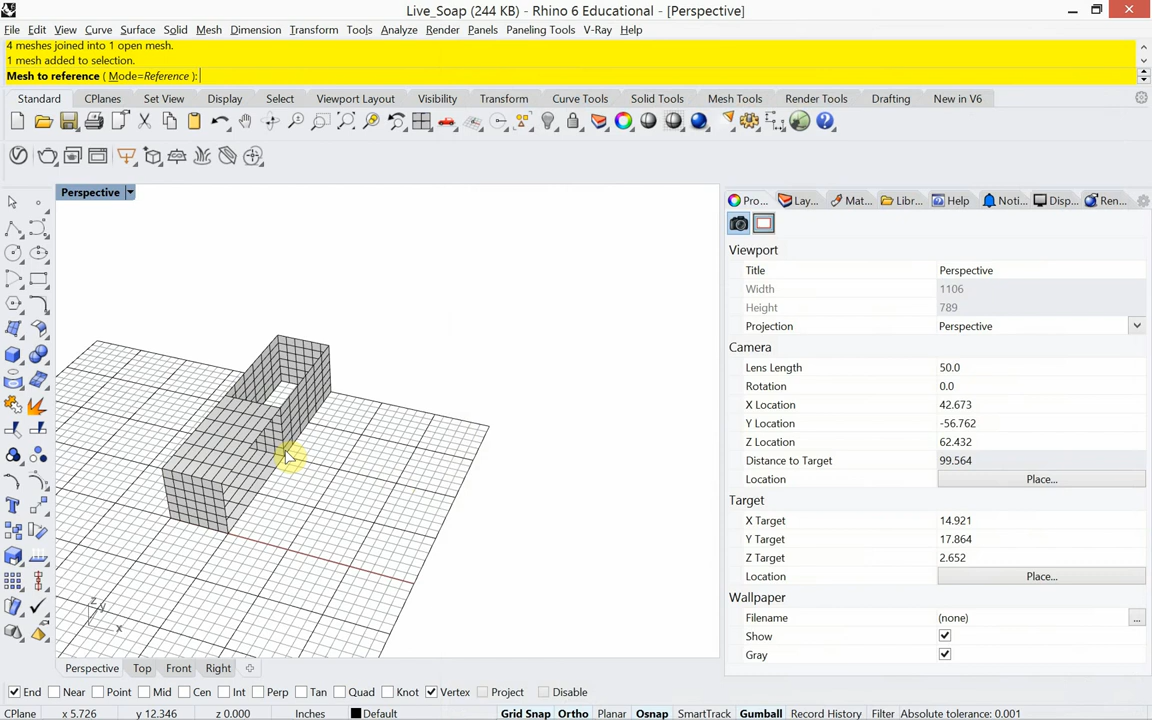 Live_Soap (244 KB) - Rhino 6 Educational - [Perspective]
File Edit View Curve Surface Solid Mesh Dimension Transform Tools Analyze Render Panels Paneling Tools V-Ray Help
4 meshes joined into 1 open mesh.
1 mesh added to selection.
Mesh to reference ( Mode=Reference ):
Standard CPlanes Set View Display Select Viewport Layout Visibility Transform Curve Tools Solid Tools Mesh Tools Render Tools Drafting New in V6
Perspective
Pro... Lay... Mat... Libr... Help Noti... Disp... Ren...
Viewport
Title Perspective
Width 1106
Height 789
Projection Perspective
Camera
Lens Length 50.0
Rotation 0.0
X Location 42.673
Y Location -56.762
Z Location 62.432
Distance to Target 99.564
Location Place...
Target
X Target 14.921
Y Target 17.864
Z Target 2.652
Location Place...
Wallpaper
Filename (none) ...
Show
Gray
z y x
Perspective Top Front Right
End Near Point Mid Cen Int Perp Tan Quad Knot Vertex Project Disable
CPlane x 5.726 y 12.346 z 0.000 Inches Default Grid Snap Ortho Planar Osnap SmartTrack Gumball Record History Filter Absolute tolerance: 0.001